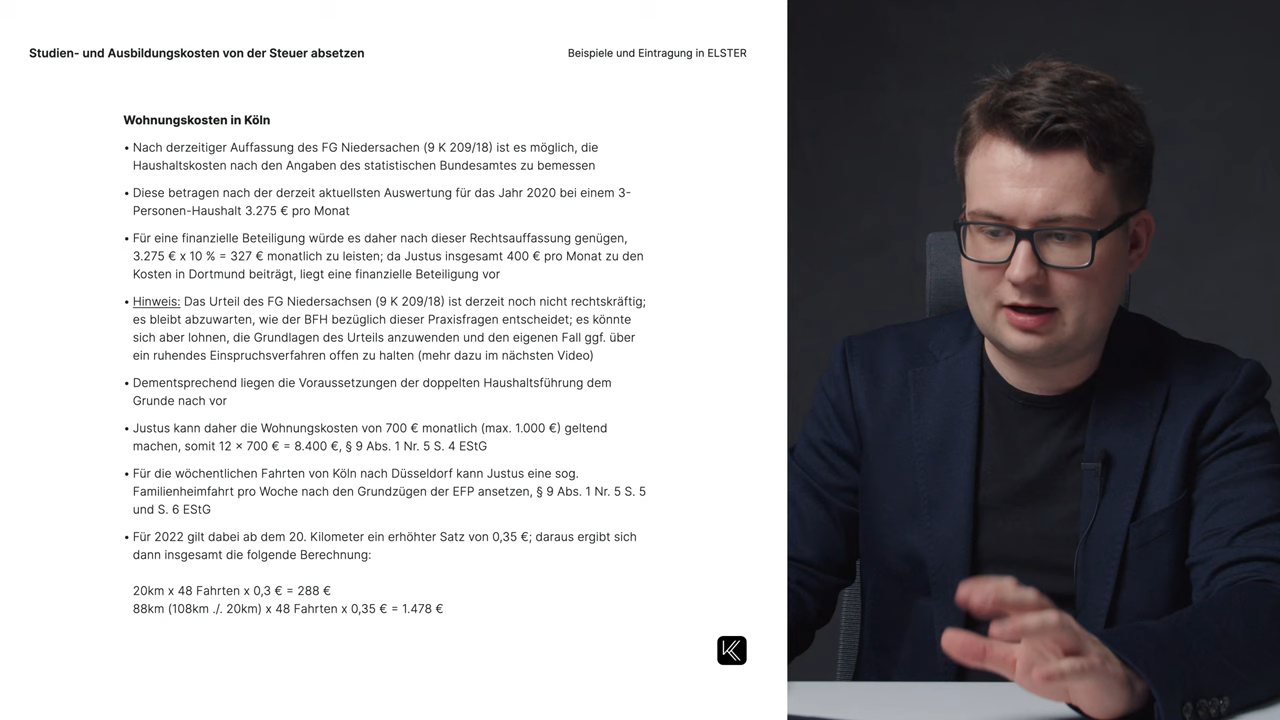 Studien- und Ausbildungskosten von der Steuer absetzen
Beispiele und Eintragung in ELSTER
Wohnungskosten in Köln
• Nach derzeitiger Auffassung des FG Niedersachen (9 K 209/18) ist es möglich, die
Haushaltskosten nach den Angaben des statistischen Bundesamtes zu bemessen
• Diese betragen nach der derzeit aktuellsten Auswertung für das Jahr 2020 bei einem 3-
Personen-Haushalt 3.275 € pro Monat
• Für eine finanzielle Beteiligung würde es daher nach dieser Rechtsauffassung genügen,
3.275 € x 10 % = 327 € monatlich zu leisten; da Justus insgesamt 400 € pro Monat zu den
Kosten in Dortmund beiträgt, liegt eine finanzielle Beteiligung vor
• Hinweis: Das Urteil des FG Niedersachsen (9 K 209/18) ist derzeit noch nicht rechtskräftig;
es bleibt abzuwarten, wie der BFH bezüglich dieser Praxisfragen entscheidet; es könnte
sich aber lohnen, die Grundlagen des Urteils anzuwenden und den eigenen Fall ggf. über
ein ruhendes Einspruchsverfahren offen zu halten (mehr dazu im nächsten Video)
• Dementsprechend liegen die Voraussetzungen der doppelten Haushaltsführung dem
Grunde nach vor
• Justus kann daher die Wohnungskosten von 700 € monatlich (max. 1.000 €) geltend
machen, somit 12 × 700 € = 8.400 €, § 9 Abs. 1 Nr. 5 S. 4 EStG
• Für die wöchentlichen Fahrten von Köln nach Düsseldorf kann Justus eine sog.
Familienheimfahrt pro Woche nach den Grundzügen der EFP ansetzen, § 9 Abs. 1 Nr. 5 S. 5
und S. 6 EStG
• Für 2022 gilt dabei ab dem 20. Kilometer ein erhöhter Satz von 0,35 €; daraus ergibt sich
dann insgesamt die folgende Berechnung:
20km x 48 Fahrten x 0,3 € = 288 €
88km (108km ./. 20km) x 48 Fahrten x 0,35 € = 1.478 €